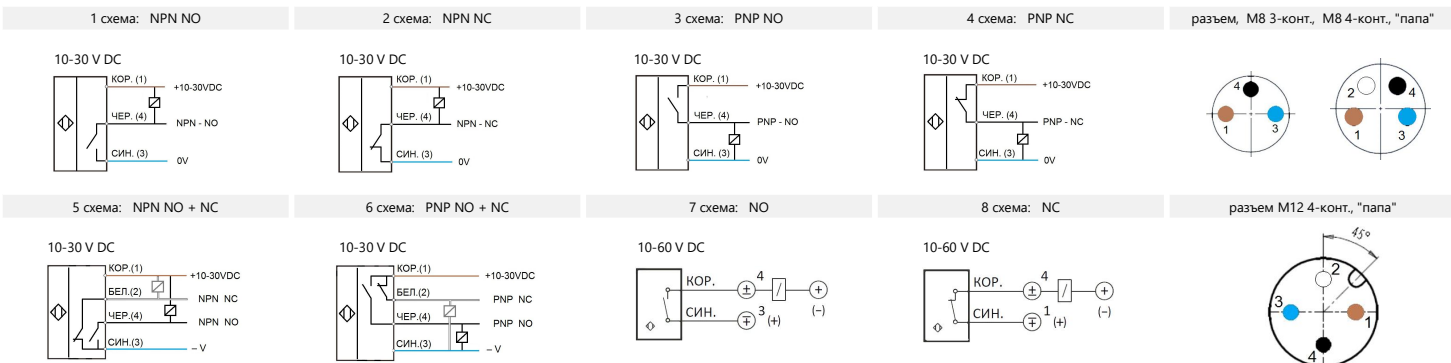 1 схема: NPN NO
2 схема: NPN NC
3 схема: PNP NO
4 схема: PNP NC
разъем, M8 3-конт., M8 4-конт., "папа"
10-30 V DC
КОР. (1)
+10-30VDC
ЧЕР. (4)
NPN - NO
СИН. (3)
0V
10-30 V DC
КОР. (1)
+10-30VDC
ЧЕР. (4)
NPN - NC
СИН. (3)
0V
10-30 V DC
КОР. (1)
+10-30VDC
ЧЕР. (4)
PNP - NO
СИН. (3)
0V
10-30 V DC
КОР. (1)
+10-30VDC
ЧЕР. (4)
PNP - NC
СИН. (3)
0V
4
1
3
2
4
1
3
5 схема: NPN NO + NC
6 схема: PNP NO + NC
7 схема: NO
8 схема: NC
разъем M12 4-конт., "папа"
10-30 V DC
КОР.(1)
+10-30VDC
БЕЛ.(2)
NPN NC
ЧЕР.(4)
NPN NO
СИН.(3)
– V
10-30 V DC
КОР.(1)
+10-30VDC
БЕЛ.(2)
PNP NC
ЧЕР.(4)
PNP NO
СИН.(3)
– V
10-60 V DC
КОР.
4
± / +
(−)
СИН.
∓ 3 (+)
10-60 V DC
КОР.
4
± / +
(−)
СИН.
∓ 1 (+)
45°
2
3
1
4